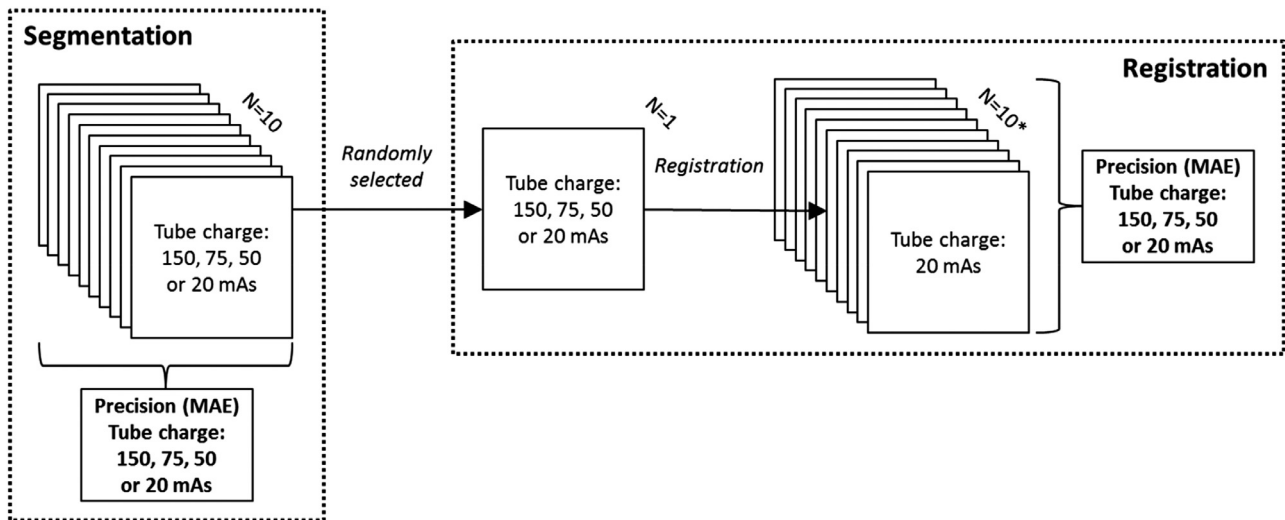 Segmentation
N=10
Tube charge:
150, 75, 50
or 20 mAs
Precision (MAE)
Tube charge:
150, 75, 50
or 20 mAs
Randomly
selected
Registration
N=1
Tube charge:
150, 75, 50
or 20 mAs
Registration
N=10*
Tube charge:
20 mAs
Precision (MAE)
Tube charge:
150, 75, 50
or 20 mAs